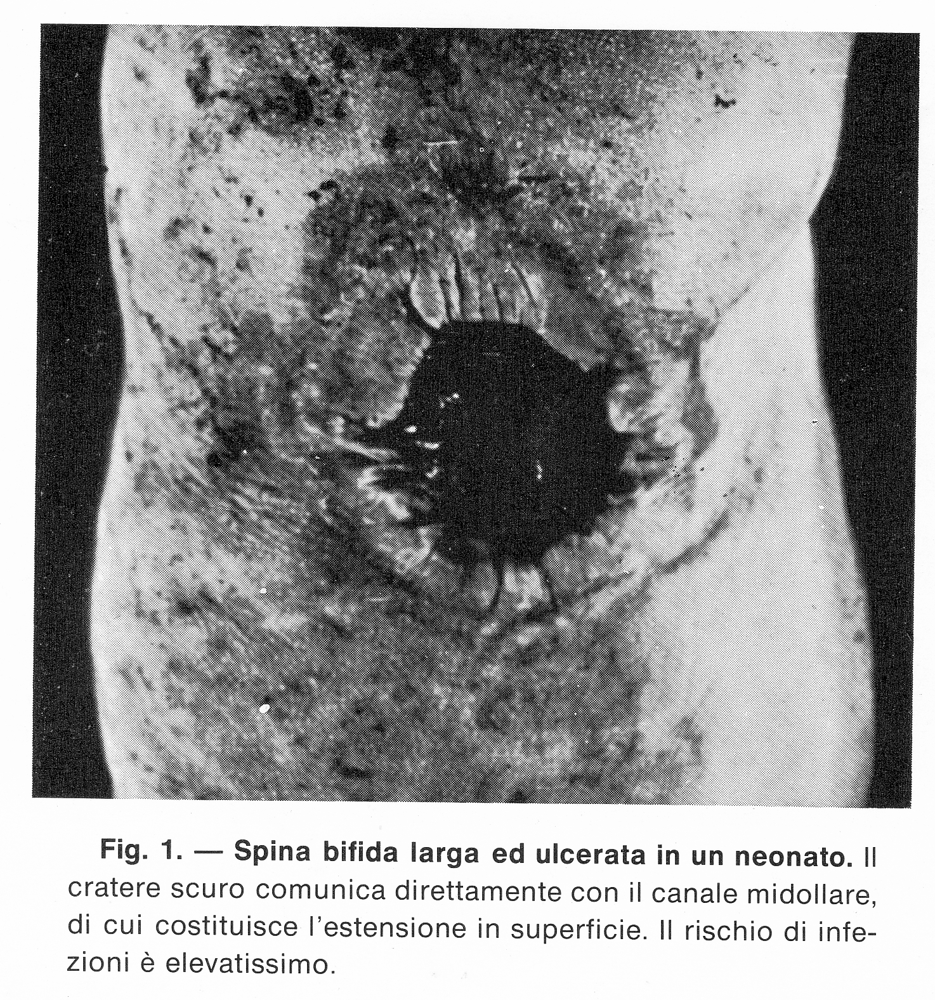 Fig. 1. — Spina bifida larga ed ulcerata in un neonato. Il
cratere scuro comunica direttamente con il canale midollare,
di cui costituisce l'estensione in superficie. Il rischio di infe-
zioni è elevatissimo.